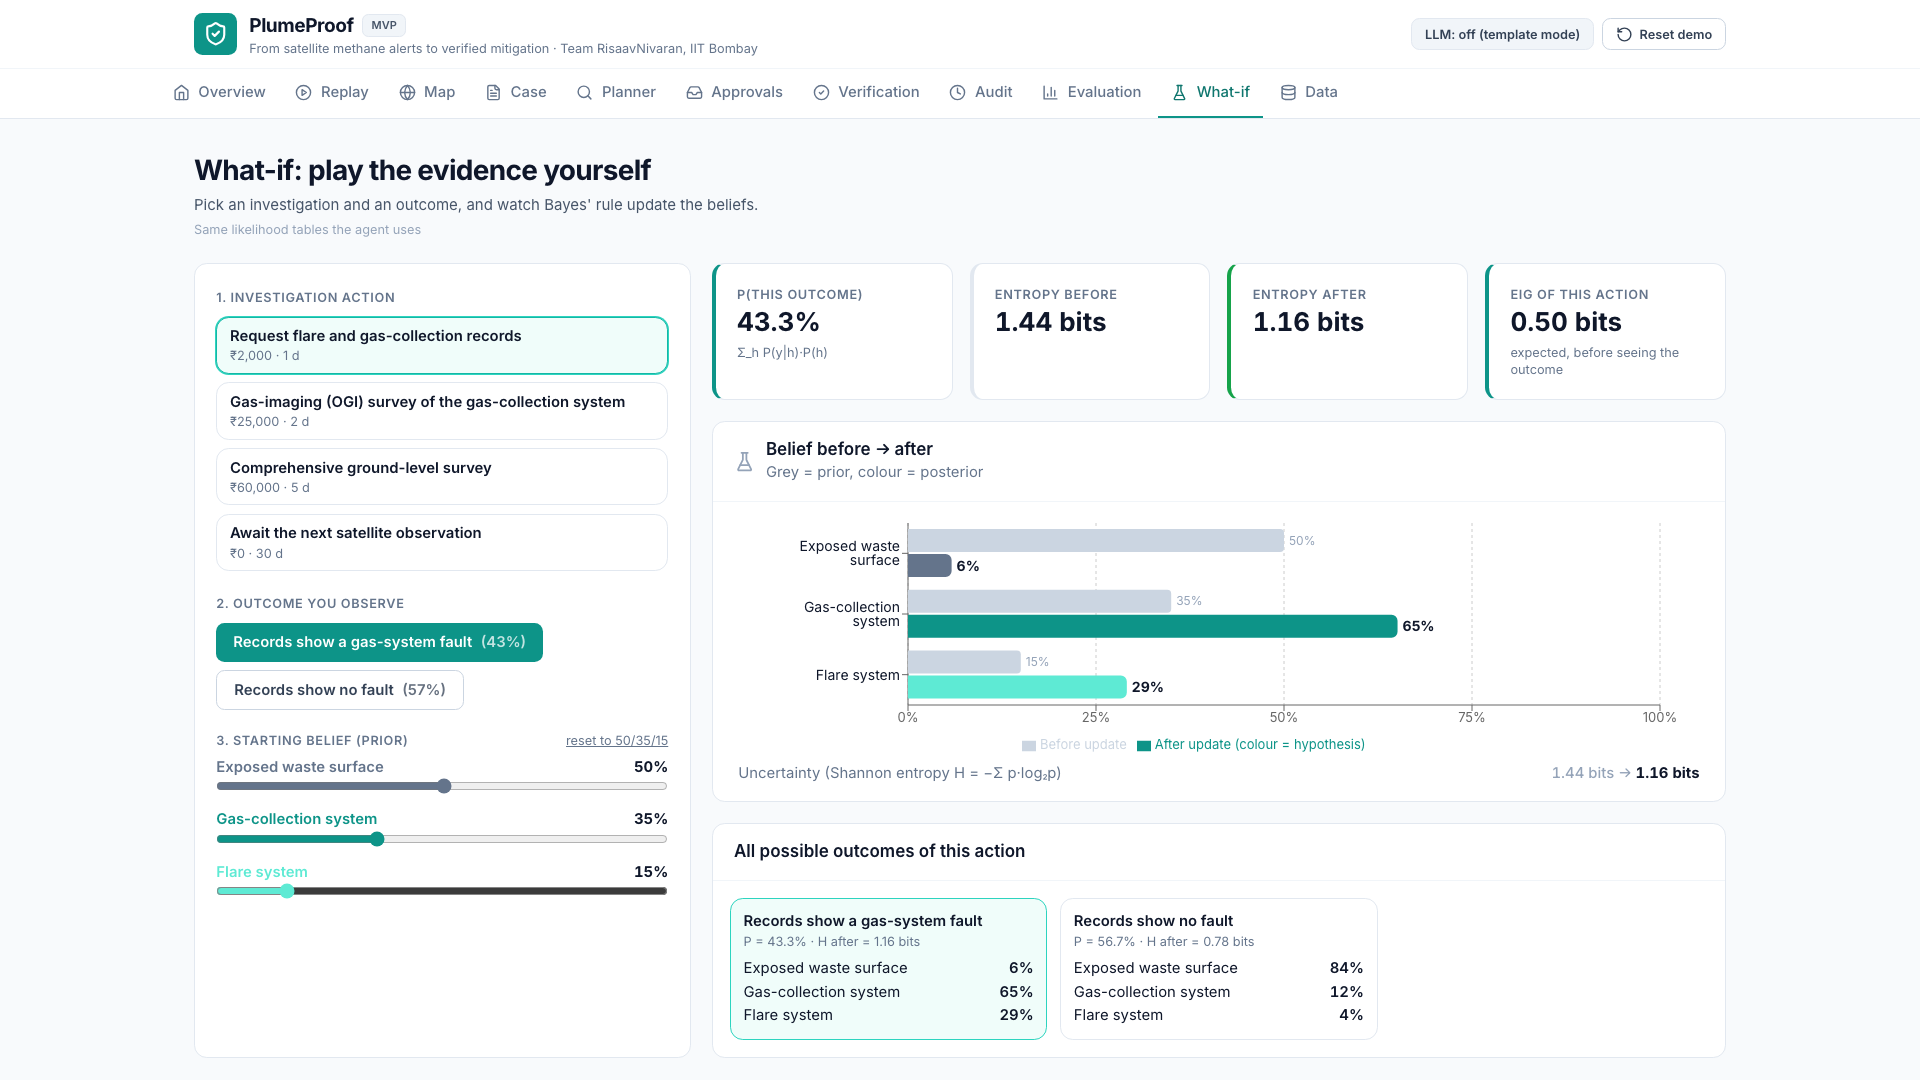 PlumeProof MVP
From satellite methane alerts to verified mitigation · Team RisaavNivaran, IIT Bombay
LLM: off (template mode)
Reset demo
Overview
Replay
Map
Case
Planner
Approvals
Verification
Audit
Evaluation
What-if
Data
What-if: play the evidence yourself
Pick an investigation and an outcome, and watch Bayes' rule update the beliefs.
Same likelihood tables the agent uses
1. INVESTIGATION ACTION
Request flare and gas-collection records
₹2,000 · 1 d
Gas-imaging (OGI) survey of the gas-collection system
₹25,000 · 2 d
Comprehensive ground-level survey
₹60,000 · 5 d
Await the next satellite observation
₹0 · 30 d
2. OUTCOME YOU OBSERVE
Records show a gas-system fault (43%)
Records show no fault (57%)
3. STARTING BELIEF (PRIOR)
reset to 50/35/15
Exposed waste surface 50%
Gas-collection system 35%
Flare system 15%
P(THIS OUTCOME)
43.3%
Σ_h P(y|h)·P(h)
ENTROPY BEFORE
1.44 bits
ENTROPY AFTER
1.16 bits
EIG OF THIS ACTION
0.50 bits
expected, before seeing the
outcome
Belief before → after
Grey = prior, colour = posterior
Exposed waste
surface
50%
6%
Gas-collection
system
35%
65%
Flare system
15%
29%
0% 25% 50% 75% 100%
Before update After update (colour = hypothesis)
Uncertainty (Shannon entropy H = −Σ p·log₂p)
1.44 bits → 1.16 bits
All possible outcomes of this action
Records show a gas-system fault
P = 43.3% · H after = 1.16 bits
Exposed waste surface 6%
Gas-collection system 65%
Flare system 29%
Records show no fault
P = 56.7% · H after = 0.78 bits
Exposed waste surface 84%
Gas-collection system 12%
Flare system 4%